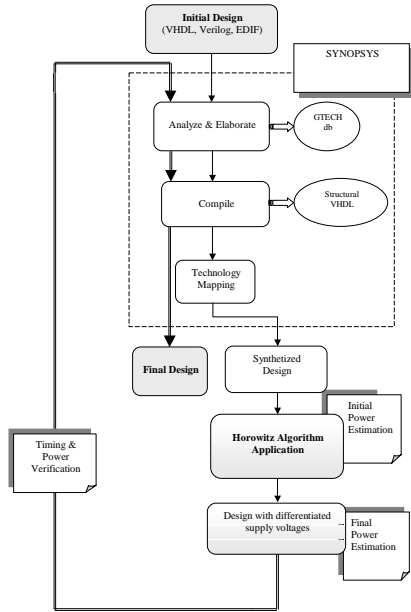 Initial Design
(VHDL, Verilog, EDIF)
SYNOPSYS
Analyze & Elaborate
GTECH
db
Compile
Structural
VHDL
Technology
Mapping
Final Design
Synthetized
Design
Initial
Power
Estimation
Horowitz Algorithm
Application
Timing &
Power
Verification
Design with differentiated
supply voltages
Final
Power
Estimation